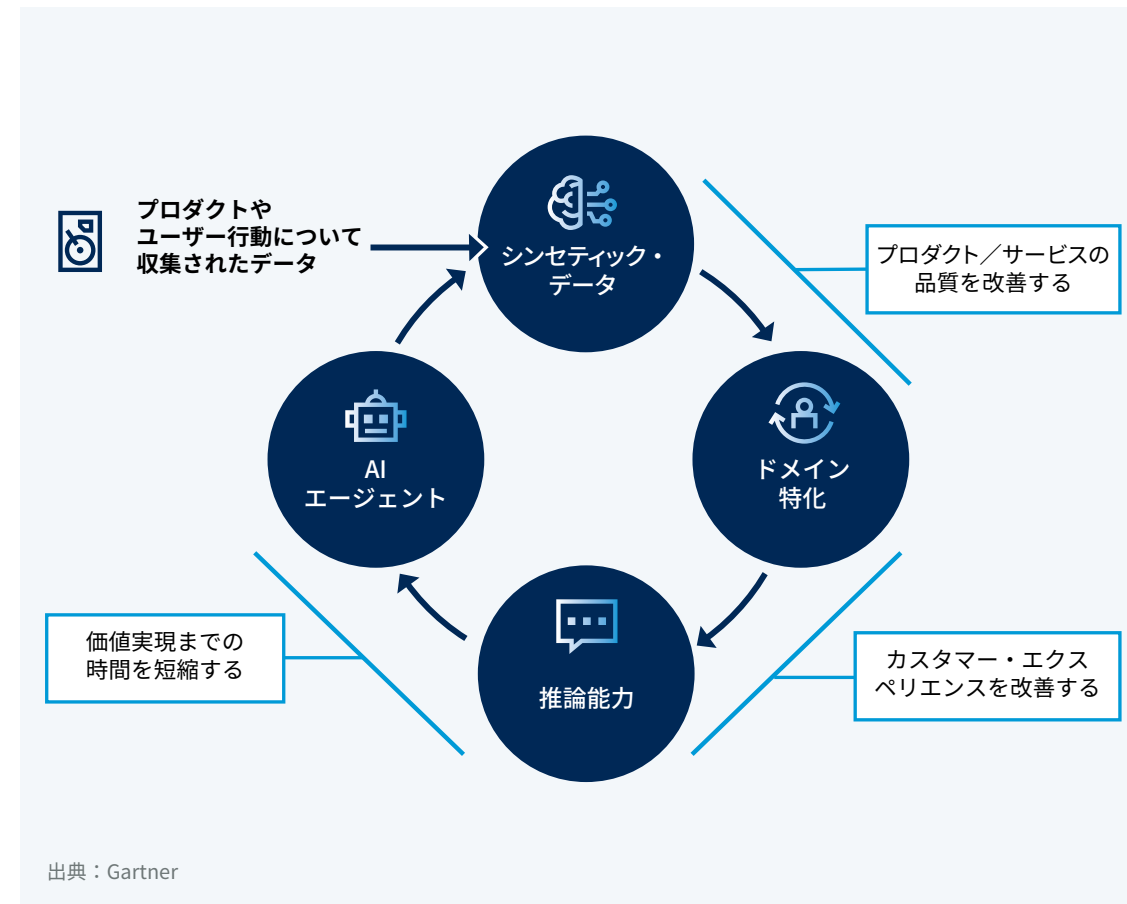 プロダクトや
ユーザー行動について
収集されたデータ
シンセティック・
データ
プロダクト／サービスの
品質を改善する
AI
エージェント
ドメイン
特化
価値実現までの
時間を短縮する
推論能力
カスタマー・エクス
ペリエンスを改善する
出典：Gartner